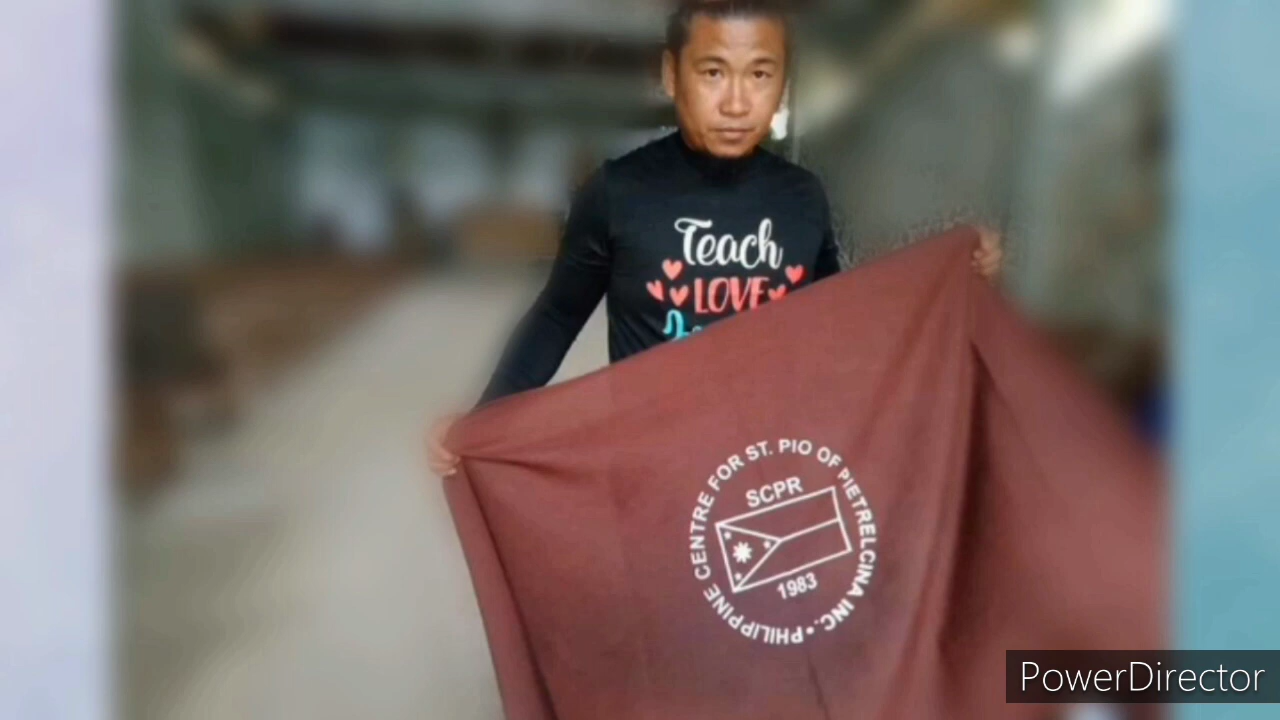 Teach
LOVE
PHILIPPINE CENTRE FOR ST. PIO OF PIETRELCINA INC. •
SCPR
1983
PowerDirector